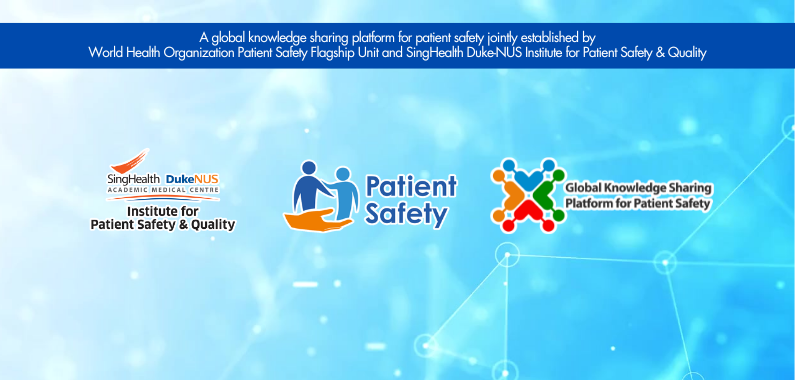 A global knowledge sharing platform for patient safety jointly established by
World Health Organization Patient Safety Flagship Unit and SingHealth Duke-NUS Institute for Patient Safety & Quality
SingHealth DukeNUS
ACADEMIC MEDICAL CENTRE
Institute for
Patient Safety & Quality
Patient
Safety
Global Knowledge Sharing
Platform for Patient Safety